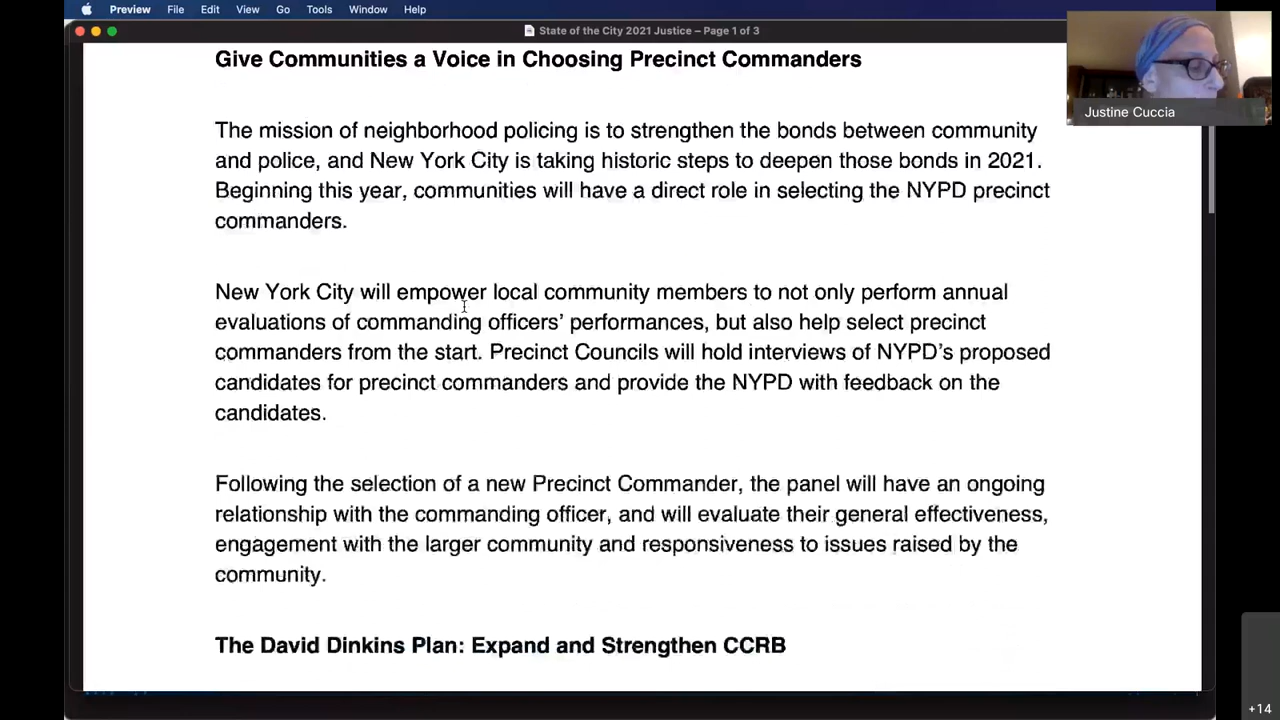 Preview File Edit View Go Tools Window Help
State of the City 2021 Justice – Page 1 of 3
Justine Cuccia
Give Communities a Voice in Choosing Precinct Commanders
The mission of neighborhood policing is to strengthen the bonds between community
and police, and New York City is taking historic steps to deepen those bonds in 2021.
Beginning this year, communities will have a direct role in selecting the NYPD precinct
commanders.
New York City will empower local community members to not only perform annual
evaluations of commanding officers’ performances, but also help select precinct
commanders from the start. Precinct Councils will hold interviews of NYPD’s proposed
candidates for precinct commanders and provide the NYPD with feedback on the
candidates.
Following the selection of a new Precinct Commander, the panel will have an ongoing
relationship with the commanding officer, and will evaluate their general effectiveness,
engagement with the larger community and responsiveness to issues raised by the
community.
The David Dinkins Plan: Expand and Strengthen CCRB
+14